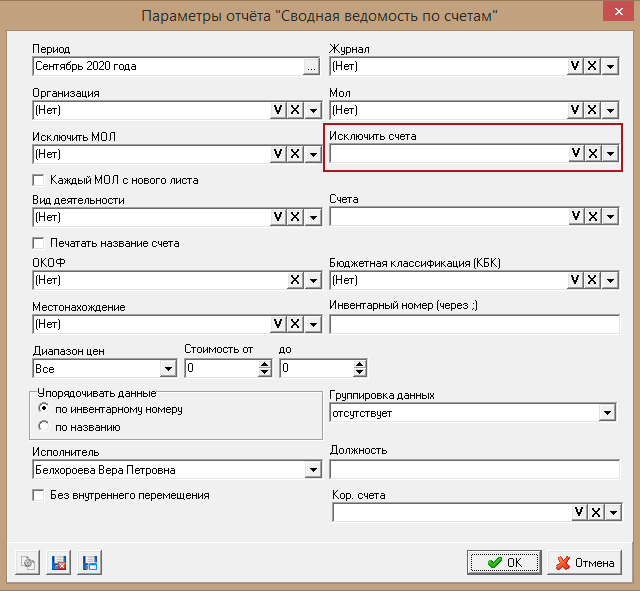 Параметры отчёта "Сводная ведомость по счетам"
Период
Журнал
Сентябрь 2020 года ...
(Нет) V X
Организация
Мол
(Нет) V X
(Нет) V X
Исключить МОЛ
Исключить счета
(Нет) V X
V X
Каждый МОЛ с нового листа
Вид деятельности
Счета
(Нет) V X
V X
Печатать название счета
ОКОФ
Бюджетная классификация (КБК)
(Нет) X
(Нет) V X
Местонахождение
Инвентарный номер (через ;)
(Нет) V X
Диапазон цен
Стоимость от
до
Все
0
0
Упорядочивать данные
Группировка данных
по инвентарному номеру
отсутствует
по названию
Исполнитель
Должность
Белхороева Вера Петровна
Без внутреннего перемещения
Кор. счета
V X
OK
Отмена